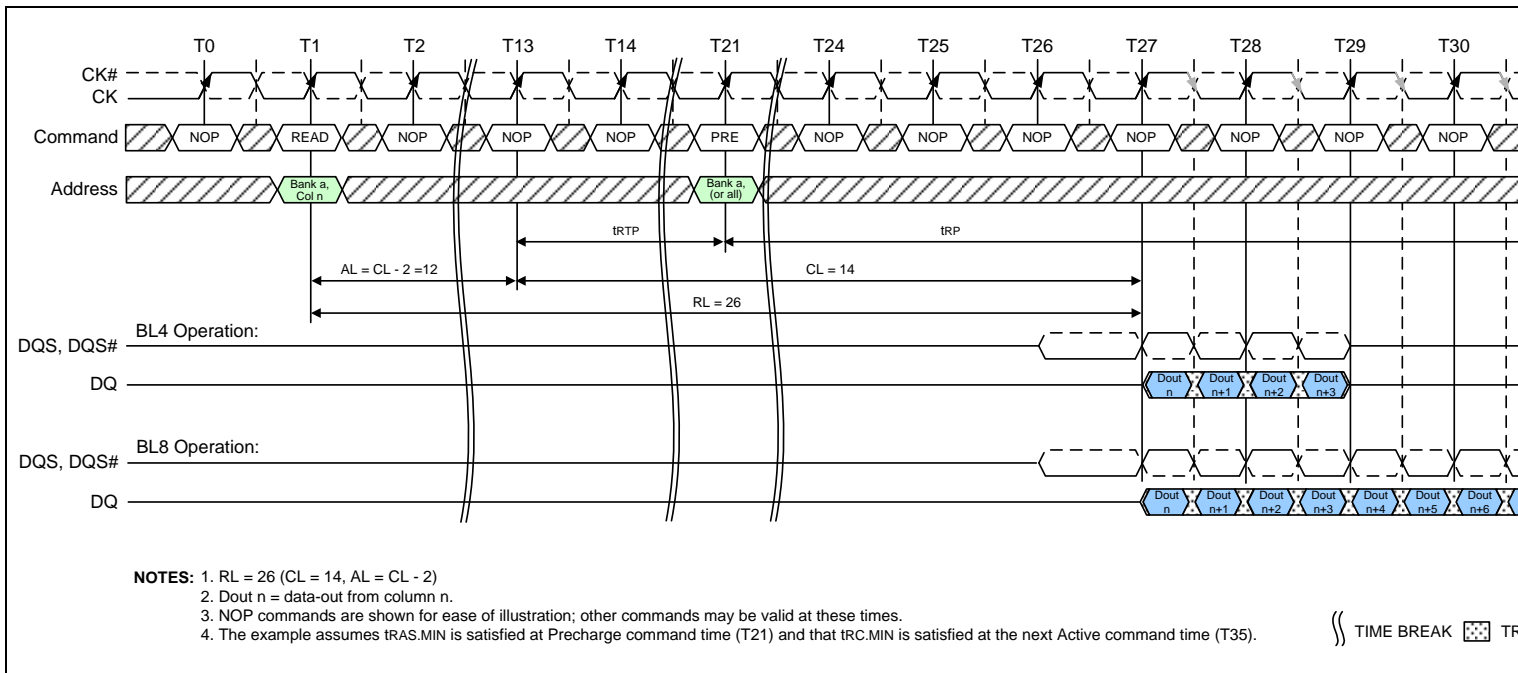 T0 T1 T2 T13 T14 T21 T24 T25 T26 T27 T28 T29 T30
CK#
CK
Command NOP READ NOP NOP NOP PRE NOP NOP NOP NOP NOP NOP NOP
Address Bank a, Bank a,
Col n (or all)
tRTP tRP
AL = CL - 2 =12 CL = 14
RL = 26
BL4 Operation:
DQS, DQS#
DQ Dout Dout Dout Dout
n n+1 n+2 n+3
BL8 Operation:
DQS, DQS#
DQ Dout Dout Dout Dout Dout Dout Dout
n n+1 n+2 n+3 n+4 n+5 n+6
NOTES: 1. RL = 26 (CL = 14, AL = CL - 2)
2. Dout n = data-out from column n.
3. NOP commands are shown for ease of illustration; other commands may be valid at these times.
4. The example assumes tRAS.MIN is satisfied at Precharge command time (T21) and that tRC.MIN is satisfied at the next Active command time (T35).
TIME BREAK TR